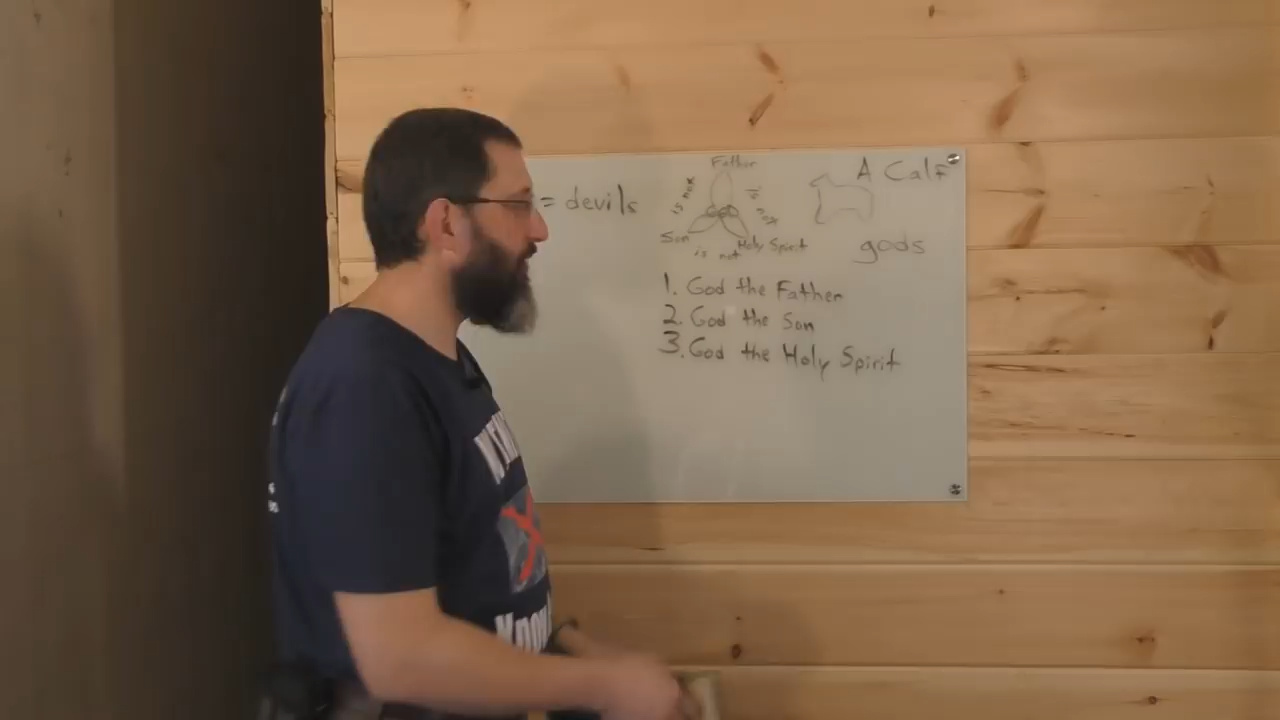 = devils
Father
is not
is not
Son
is not
Holy Spirit
A Calf
gods
1. God the Father
2. God the Son
3. God the Holy Spirit